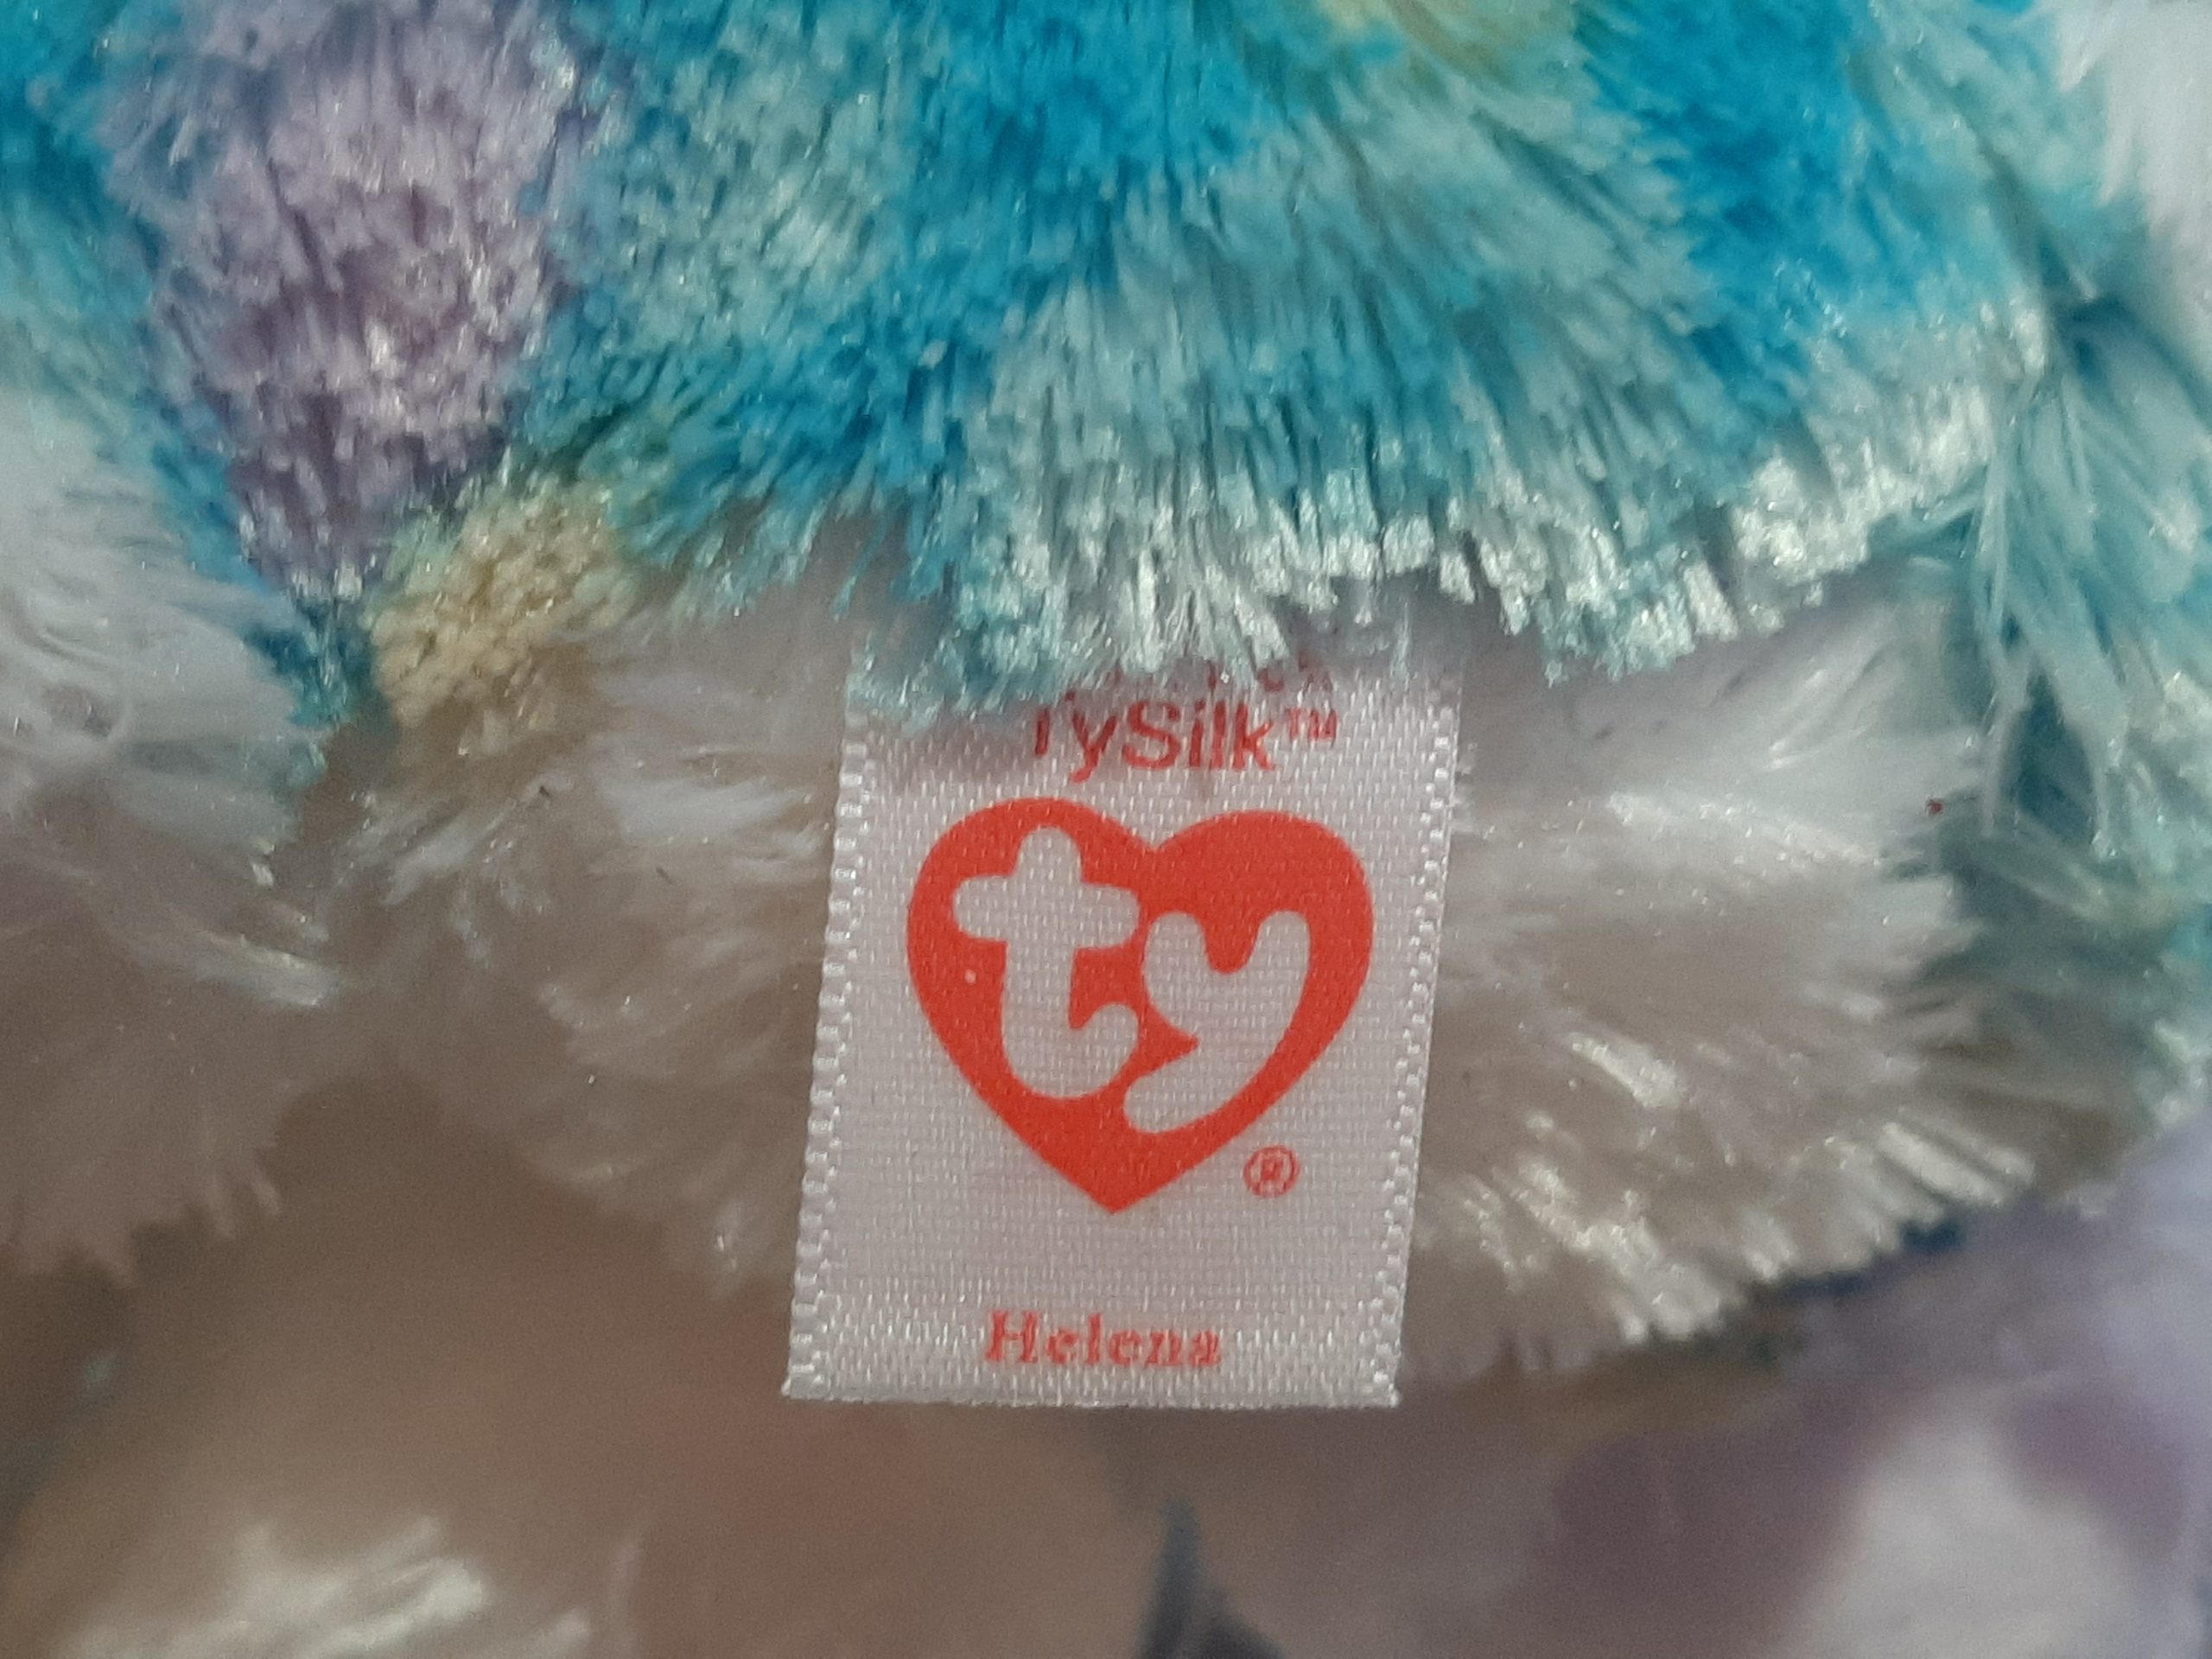 TySilk™
ty
®
Helena